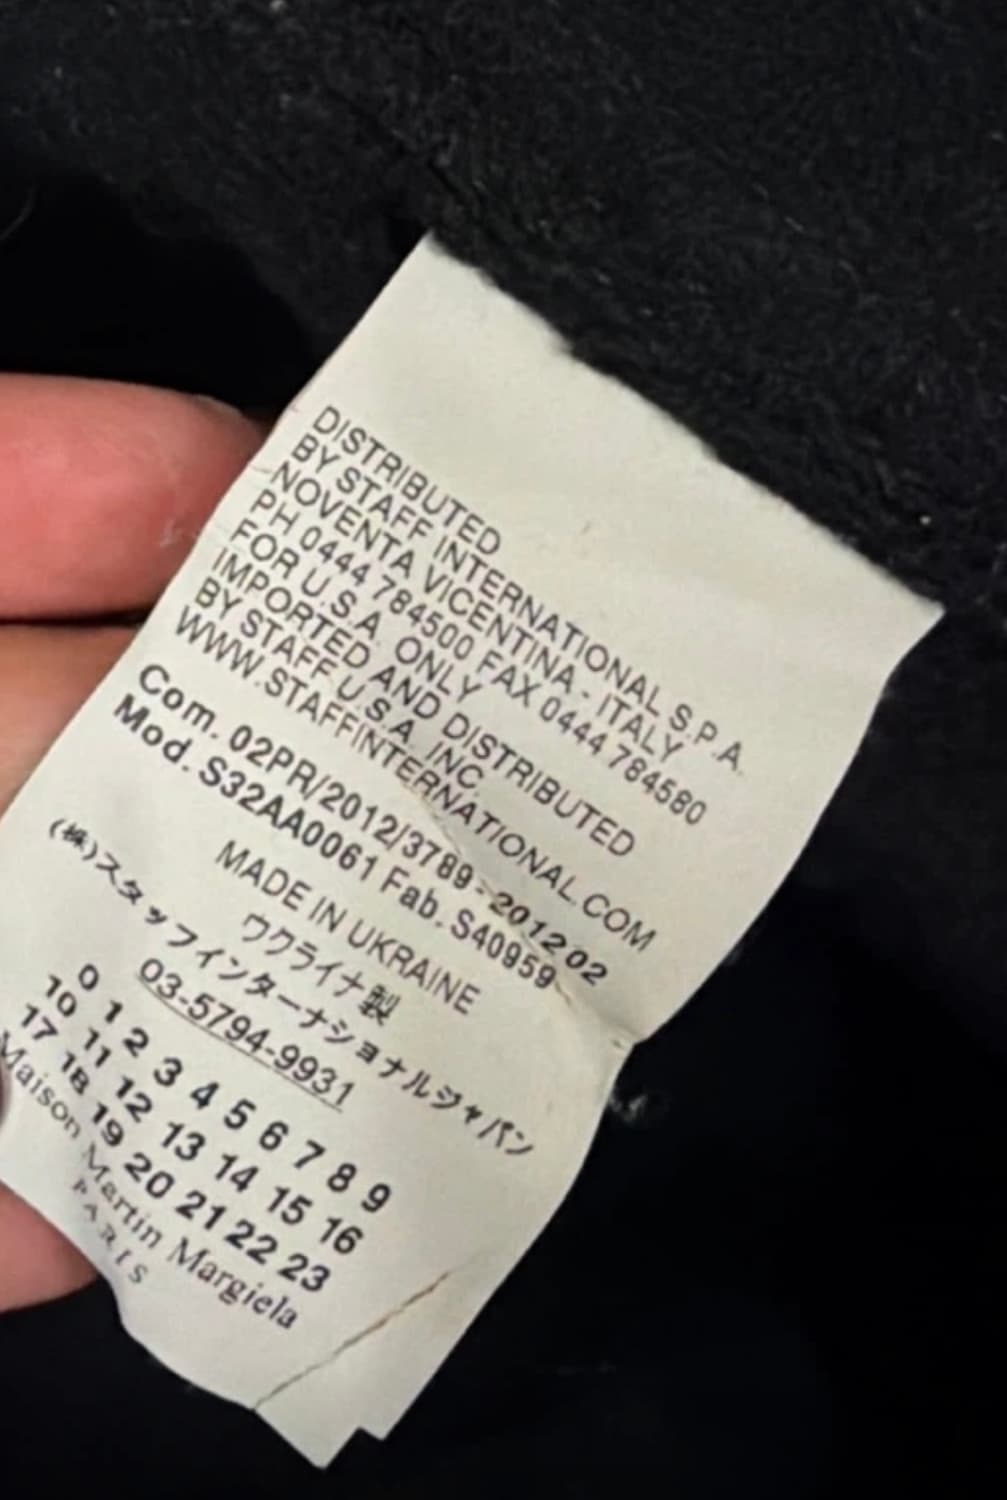 DISTRIBUTED
BY STAFF INTERNATIONAL S.P.A.
NOVENTA VICENTINA - ITALY
PH 0444 784500 FAX 0444 784580
FOR U.S.A. ONLY
IMPORTED AND DISTRIBUTED
BY STAFF U.S.A. INC.
WWW.STAFFINTERNATIONAL.COM
Com. 02PR/2012/3789 - 2012 02
Mod. S32AA0061 Fab. S40959
MADE IN UKRAINE
ウクライナ製
(株)スタッフインターナショナルジャパン
03-5794-9931
0 1 2 3 4 5 6 7 8 9
10 11 12 13 14 15 16
17 18 19 20 21 22 23
Maison Martin Margiela
PARIS